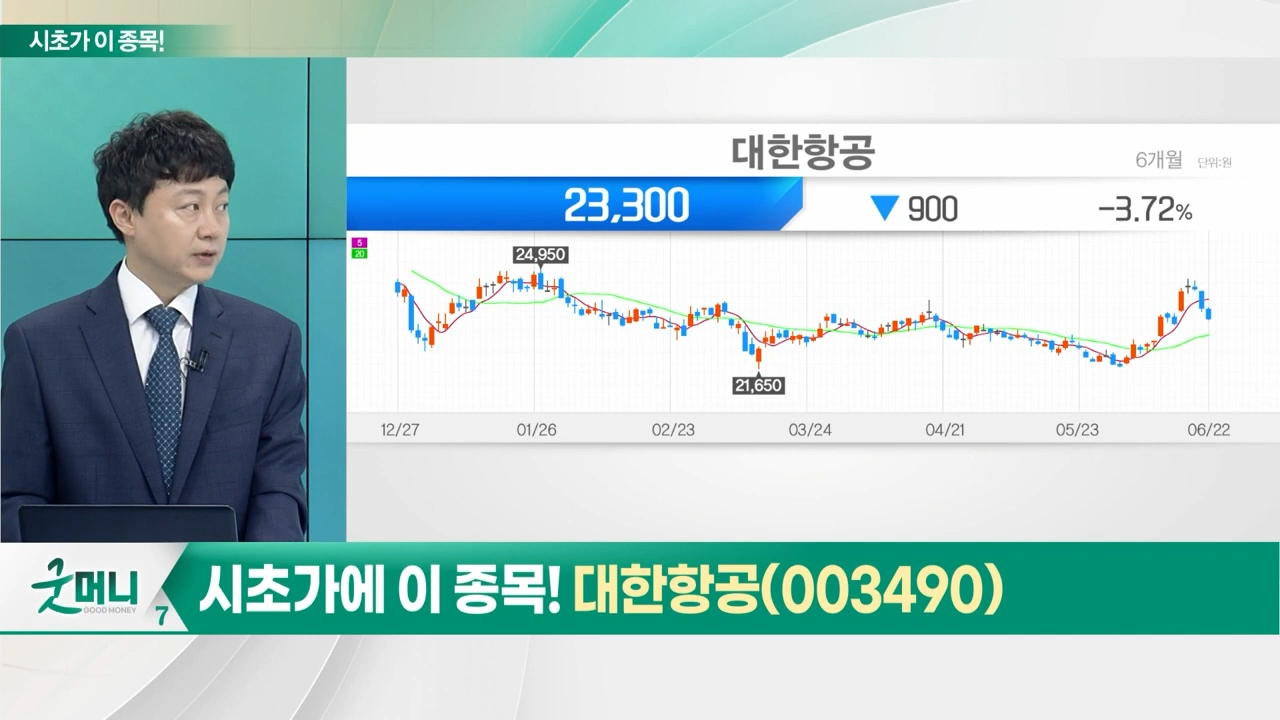 시초가 이 종목!
대한항공
6개월 단위:원
23,300 ▼900 -3.72%
5
20
24,950
21,650
12/27 01/26 02/23 03/24 04/21 05/23 06/22
굿머니
GOOD MONEY
7
시초가에 이 종목! 대한항공(003490)